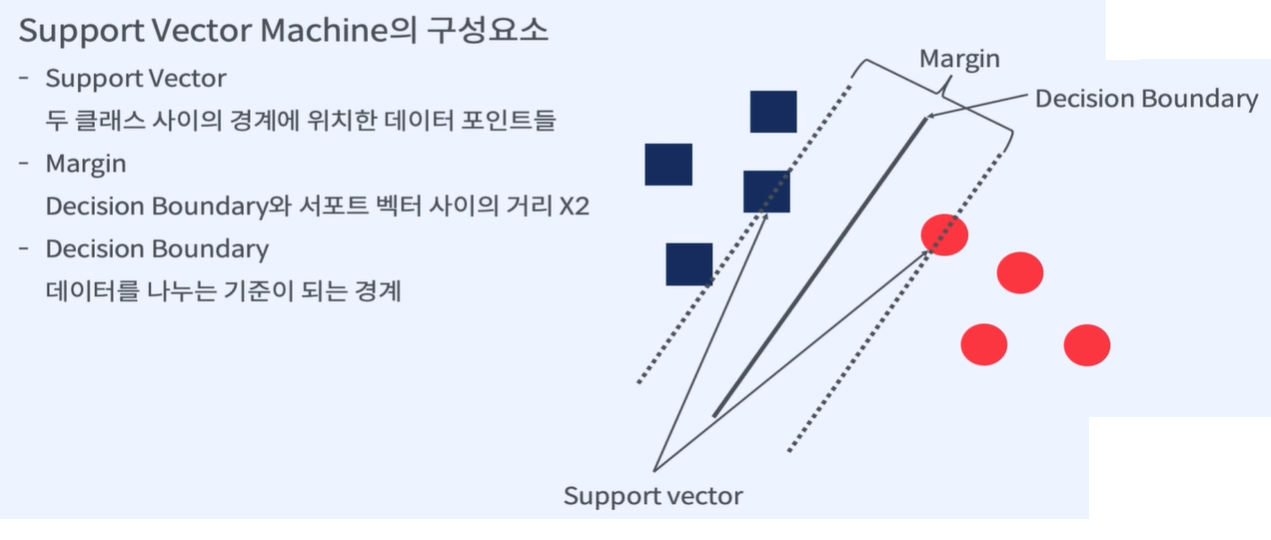 Support Vector Machine의 구성요소
- Support Vector
두 클래스 사이의 경계에 위치한 데이터 포인트들
- Margin
Decision Boundary와 서포트 벡터 사이의 거리 X2
- Decision Boundary
데이터를 나누는 기준이 되는 경계
Margin
Decision Boundary
Support vector